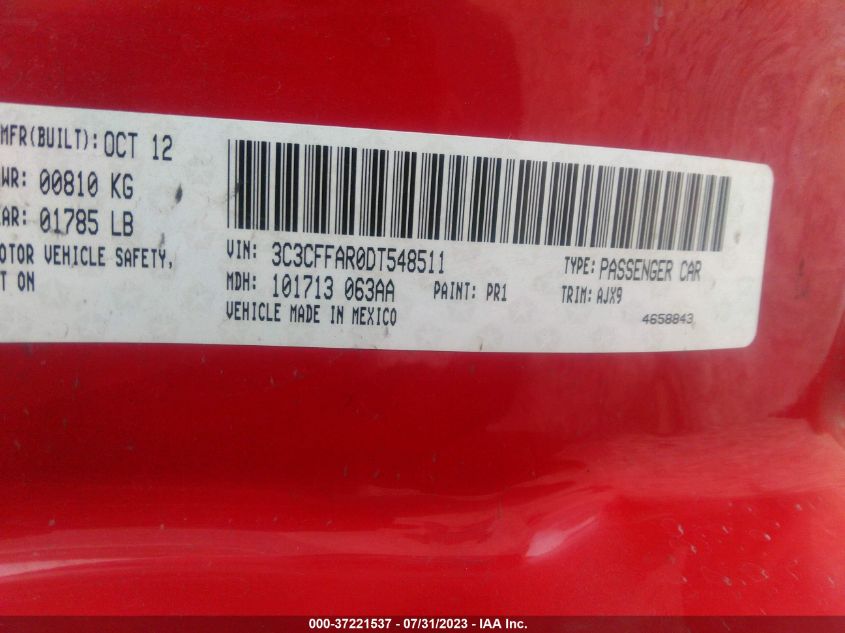 MFR(BUILT): OCT 12
WR: 00810 KG
AR: 01785 LB
OTOR VEHICLE SAFETY,
T ON
VIN: 3C3CFFAR0DT548511 TYPE: PASSENGER CAR
MDH: 101713 063AA PAINT: PR1 TRIM: AJX9
VEHICLE MADE IN MEXICO 4658843
000-37221537 - 07/31/2023 - IAA Inc.